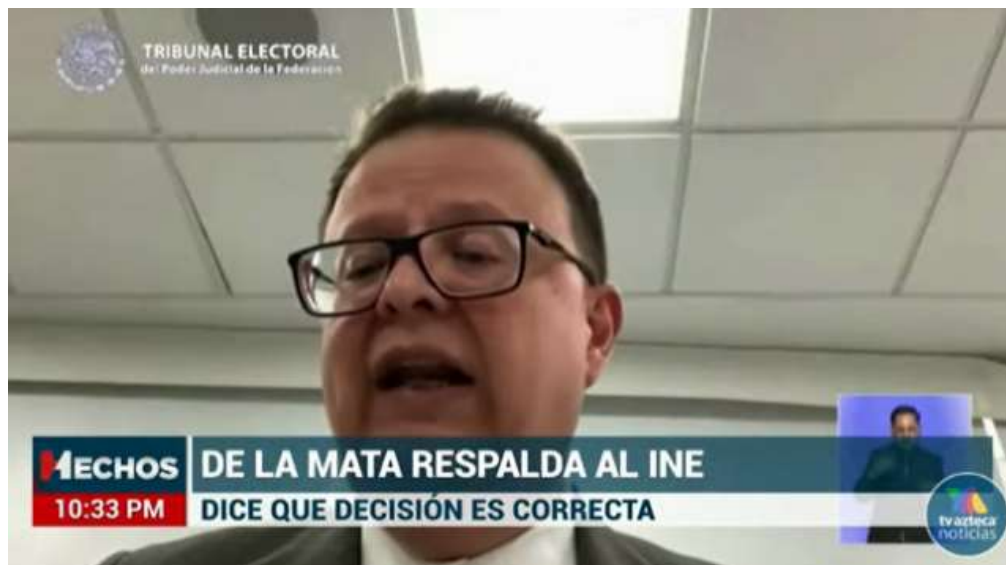 TRIBUNAL ELECTORAL
del Poder Judicial de la Federación
HECHOS
DE LA MATA RESPALDA AL INE
10:33 PM
DICE QUE DECISIÓN ES CORRECTA
tv azteca
noticias